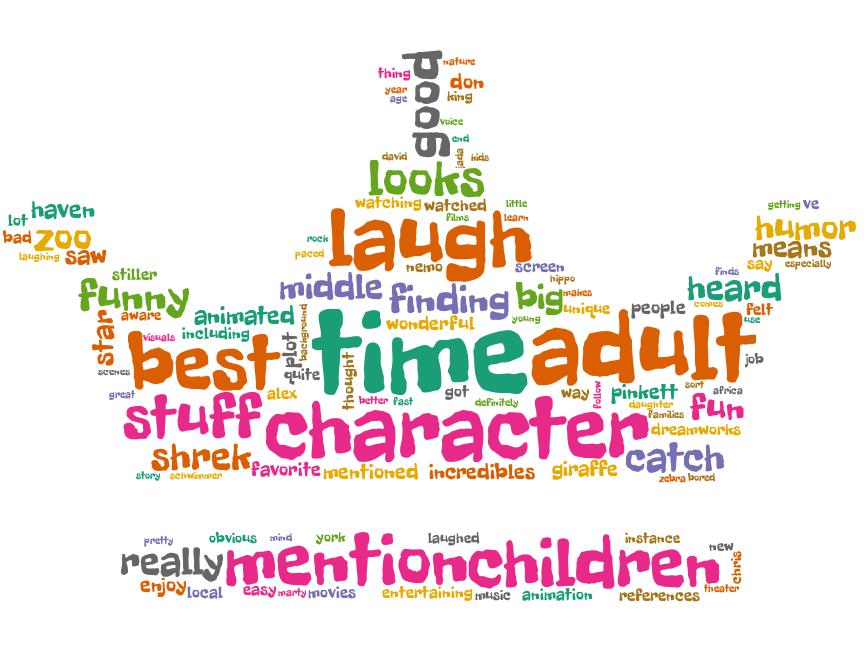 nature
thing
good
don
year
age
king
voice
end
david
jada
kids
looks
watching watched little
films learn
laugh
rock
paced
nemo
screen
hippo
haven
lot
bad zoo
laughing saw
getting ve
humor
means
say especially
finds
stiller
funny
aware
star
animated
visuals including
scenes
middle
finding
big
makes
unique
wonderful
young
people
heard
comes
felt
use
best
plot
background
quite
time
thought
adult
job
great
alex
better fast
got
definitely
way
follow
pinkett
sort
africa
daughter
families
fun
stuff
character
dreamworks
shrek
favorite mentioned incredibles giraffe
catch
story schwimmer
zebra bored
pretty obvious mind york laughed instance
new
really mention children
chris
enjoy local easy marty movies entertaining music animation references theater